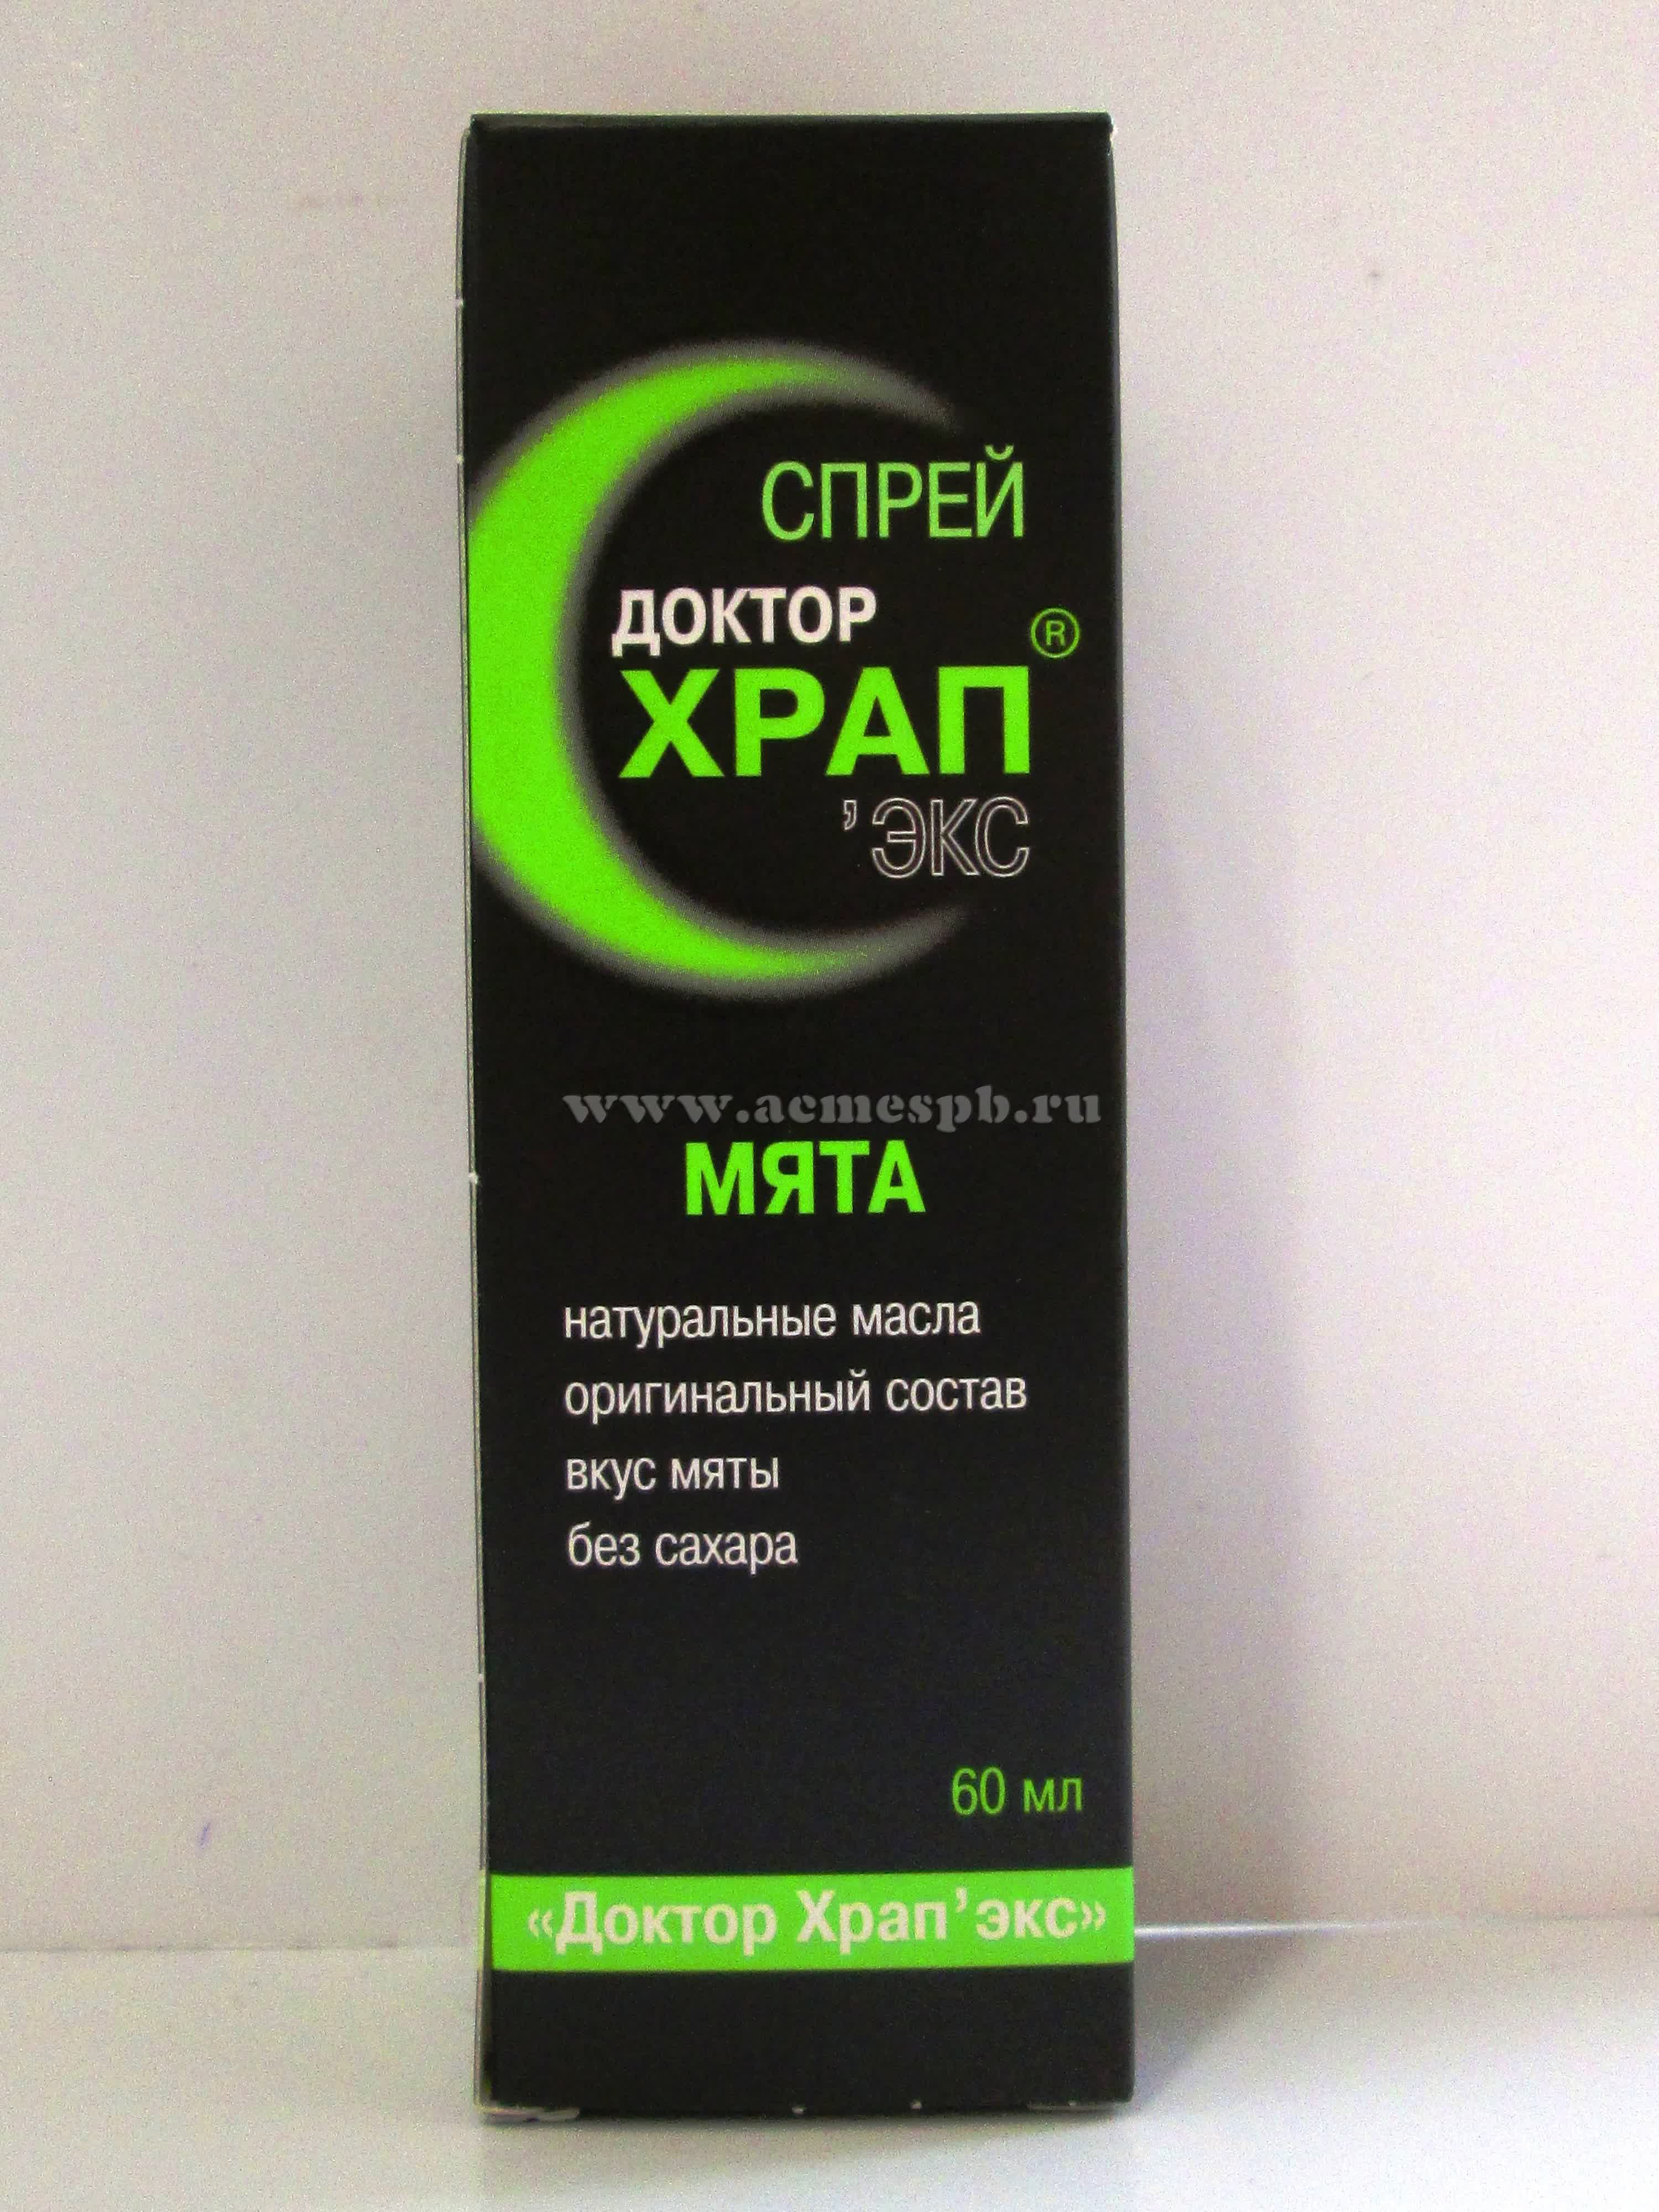 СПРЕЙ
ДОКТОР
ХРАП®
'ЭКС
www.acmespb.ru
МЯТА
натуральные масла
оригинальный состав
вкус мяты
без сахара
60 мл
«Доктор Храп'экс»